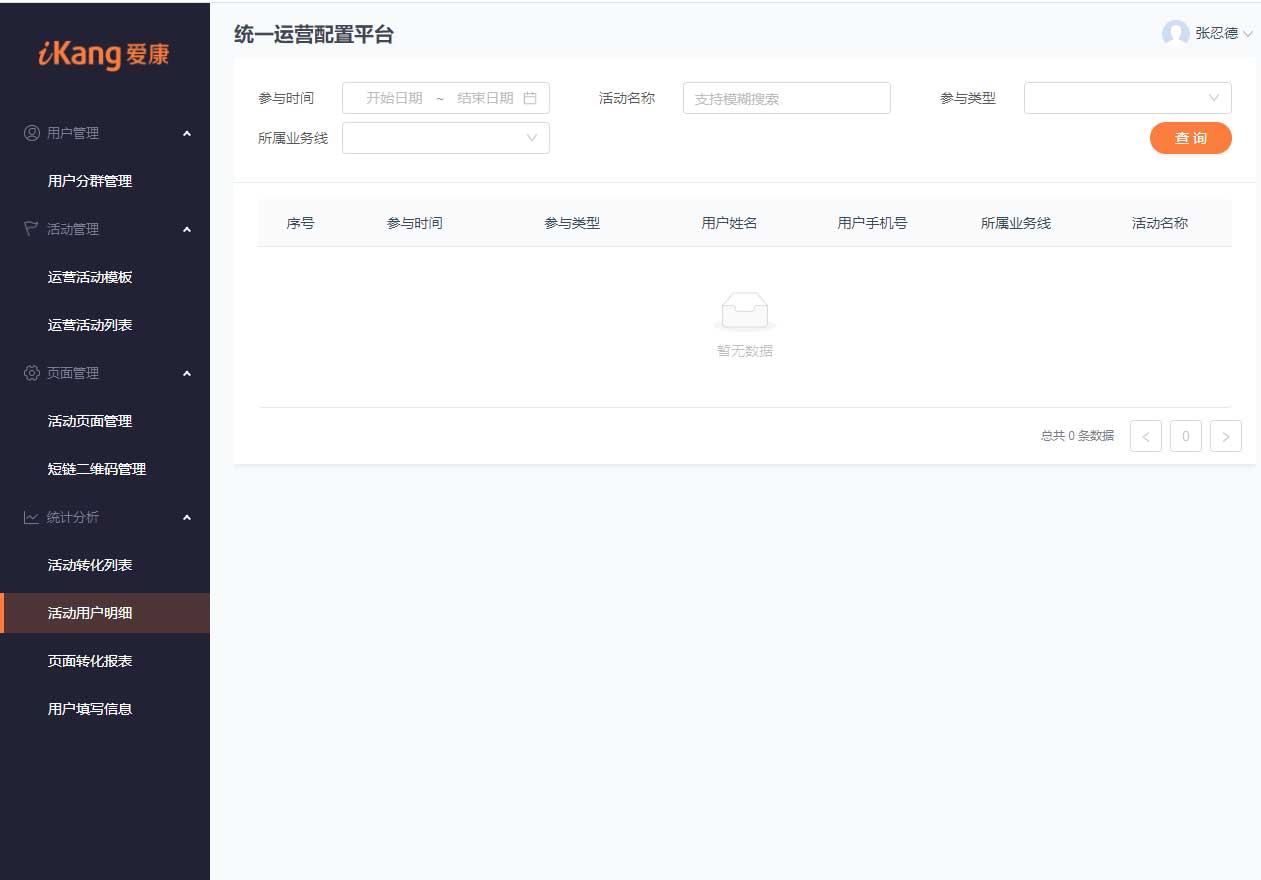 iKang 爱康
用户管理
用户分群管理
活动管理
运营活动模板
运营活动列表
页面管理
活动页面管理
短链二维码管理
统计分析
活动转化列表
活动用户明细
页面转化报表
用户填写信息
统一运营配置平台
张忍德
参与时间 开始日期 ~ 结束日期 活动名称 支持模糊搜索 参与类型
所属业务线 查 询
序号 参与时间 参与类型 用户姓名 用户手机号 所属业务线 活动名称
暂无数据
总共 0 条数据 < 0 >